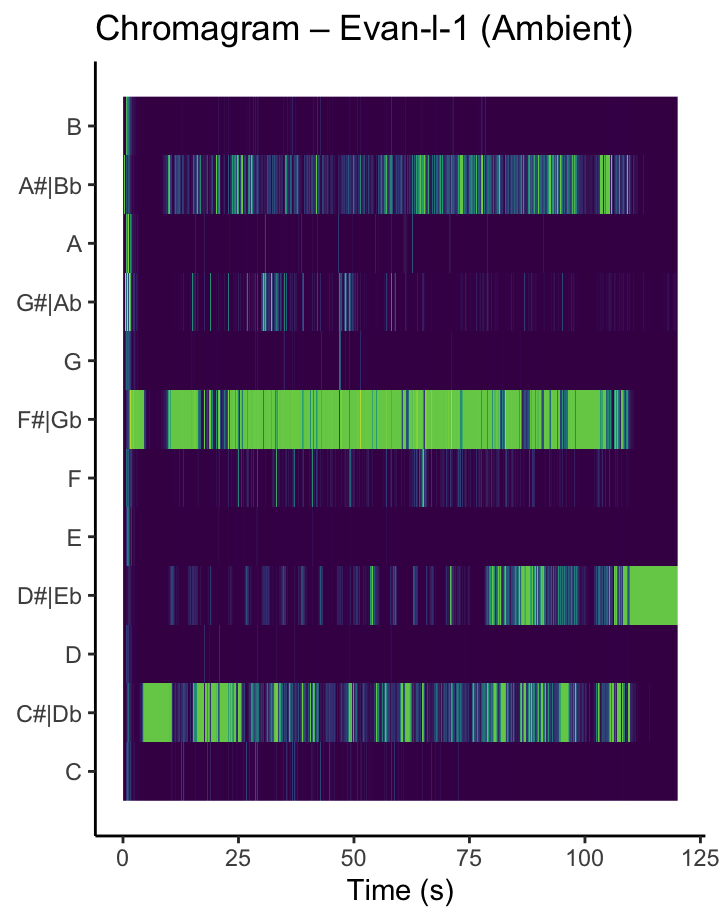 Chromagram – Evan-l-1 (Ambient)
B
A#|Bb
A
G#|Ab
G
F#|Gb
F
E
D#|Eb
D
C#|Db
C
0 25 50 75 100 125
Time (s)